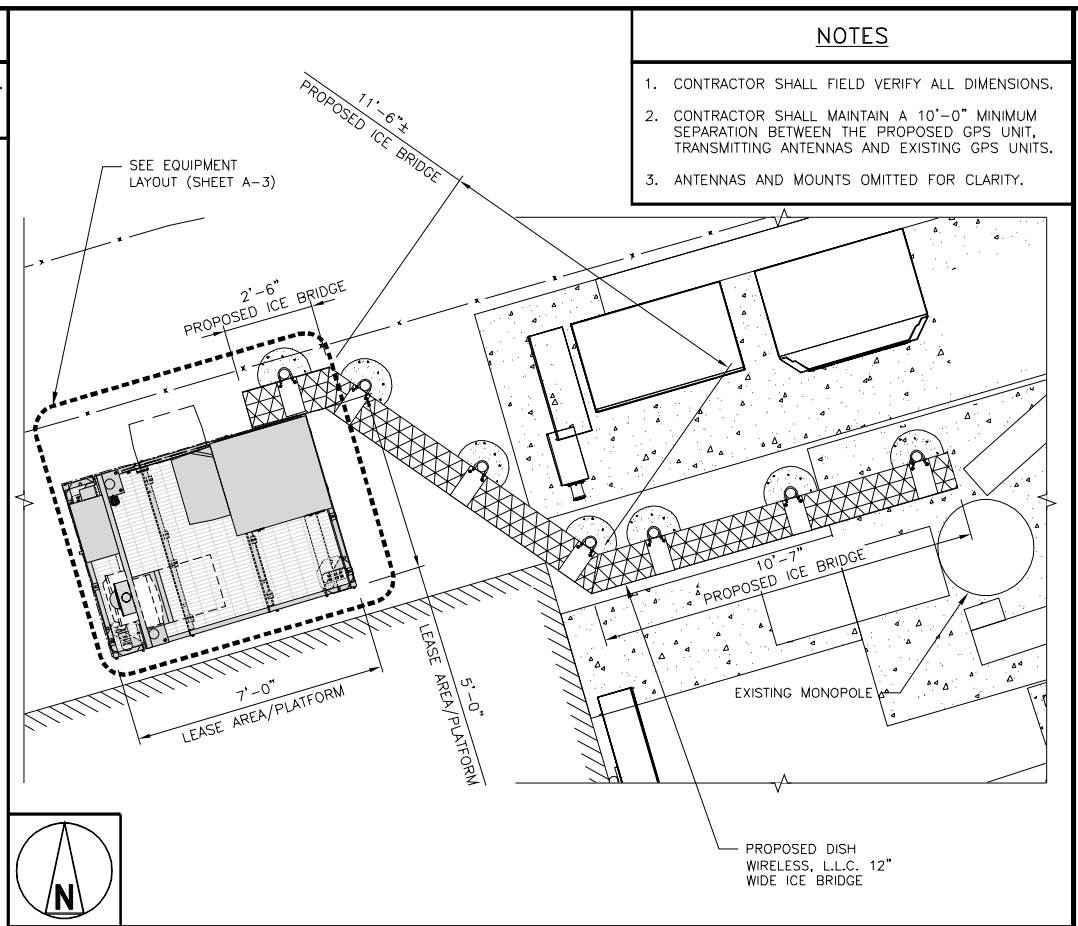 NOTES
1. CONTRACTOR SHALL FIELD VERIFY ALL DIMENSIONS.
2. CONTRACTOR SHALL MAINTAIN A 10'-0" MINIMUM
SEPARATION BETWEEN THE PROPOSED GPS UNIT,
TRANSMITTING ANTENNAS AND EXISTING GPS UNITS.
3. ANTENNAS AND MOUNTS OMITTED FOR CLARITY.
11'-6"±
PROPOSED ICE BRIDGE
SEE EQUIPMENT
LAYOUT (SHEET A-3)
2'-6"
PROPOSED ICE BRIDGE
10'-7"
PROPOSED ICE BRIDGE
7'-0"
LEASE AREA/PLATFORM
5'-0"
LEASE AREA/PLATFORM
EXISTING MONOPOLE
PROPOSED DISH
WIRELESS, L.L.C. 12"
WIDE ICE BRIDGE
N